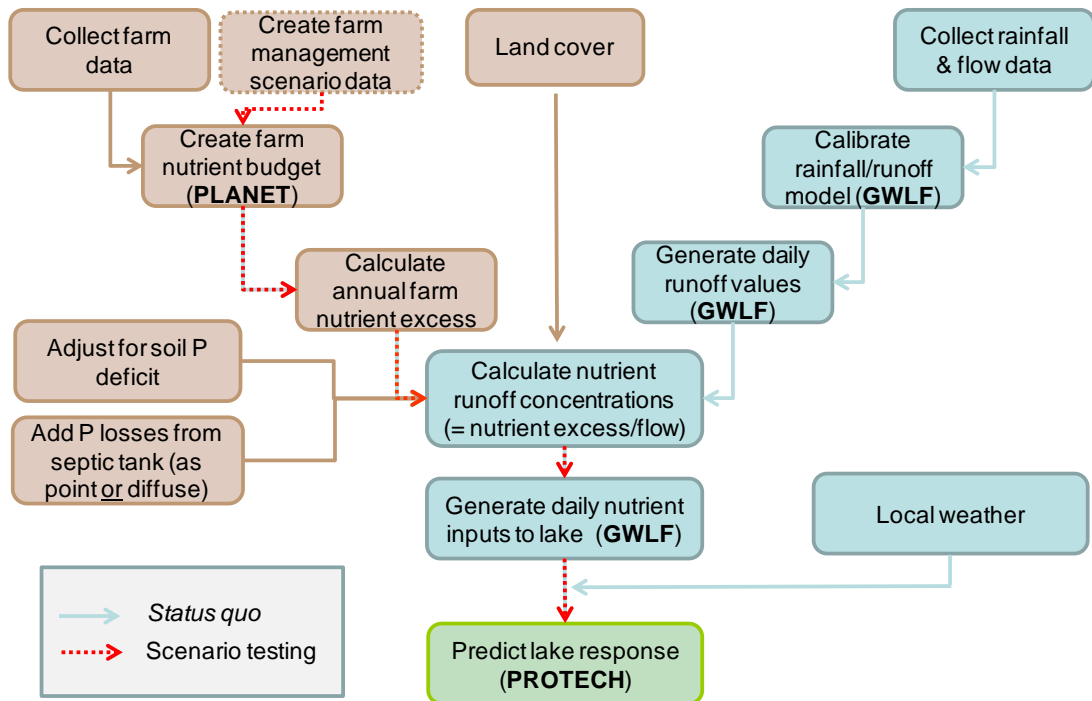 Collect farm
data
Create farm
management
scenario data
Land cover
Collect rainfall
& flow data
Create farm
nutrient budget
(PLANET)
Calibrate
rainfall/runoff
model (GWLF)
Calculate
annual farm
nutrient excess
Generate daily
runoff values
(GWLF)
Adjust for soil P
deficit
Calculate nutrient
runoff concentrations
(= nutrient excess/flow)
Add P losses from
septic tank (as
point or diffuse)
Generate daily nutrient
inputs to lake (GWLF)
Local weather
Status quo
Scenario testing
Predict lake response
(PROTECH)